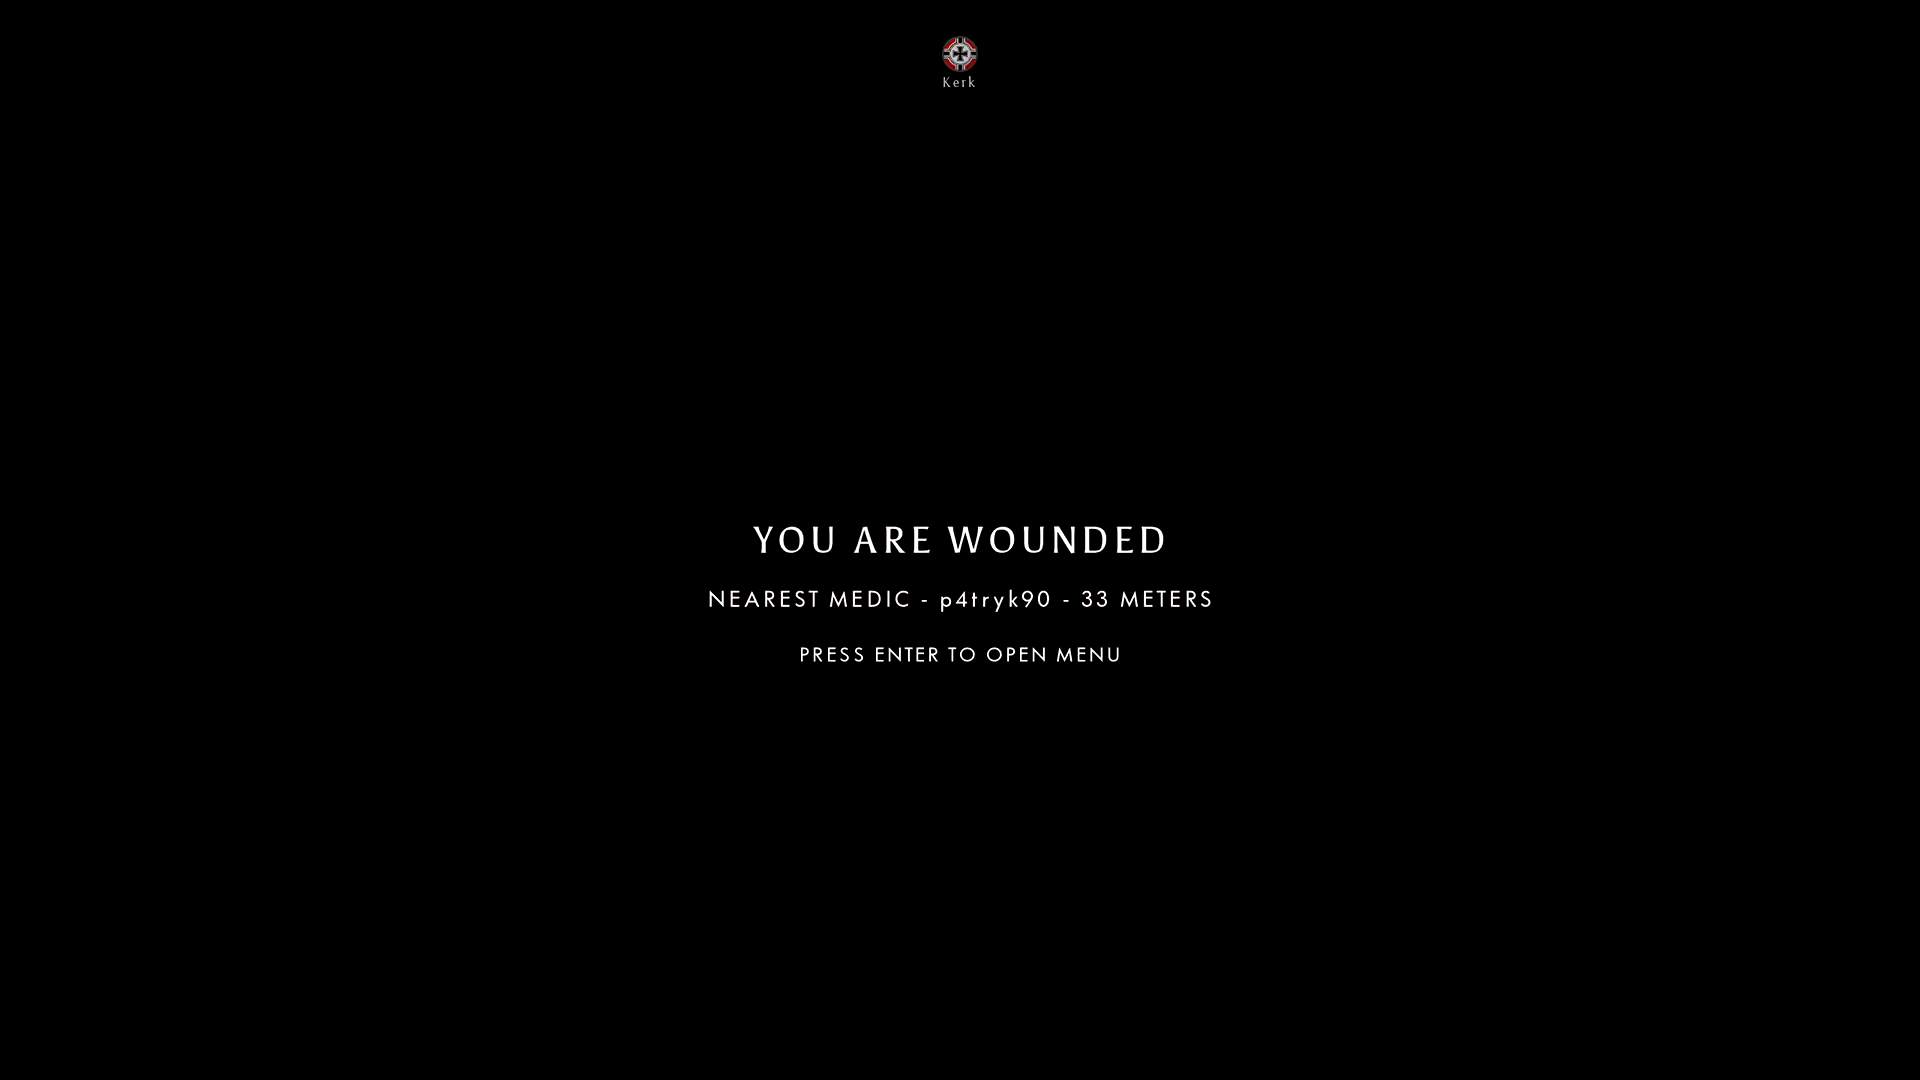 Kerk
YOU ARE WOUNDED
NEAREST MEDIC - p4tryk90 - 33 METERS
PRESS ENTER TO OPEN MENU